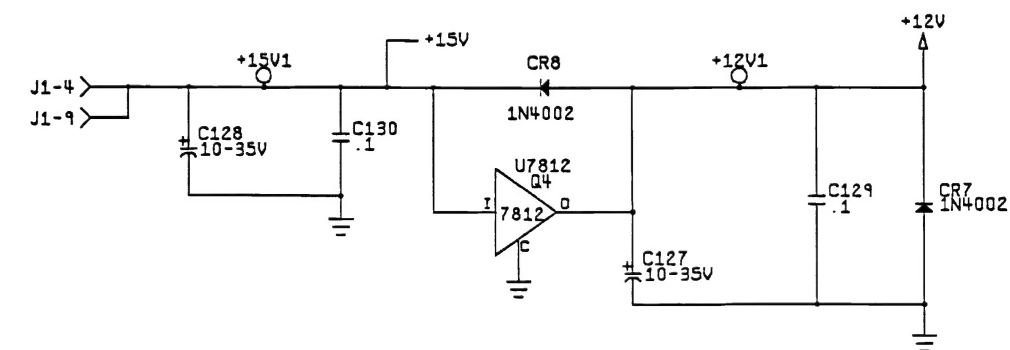 +12V
+15V
+15V1
CR8
+12V1
J1-4
J1-9
1N4002
C128
10-35V
C130
.1
U7812
Q4
I
7812
O
C
C129
.1
CR7
1N4002
C127
10-35V
+
+